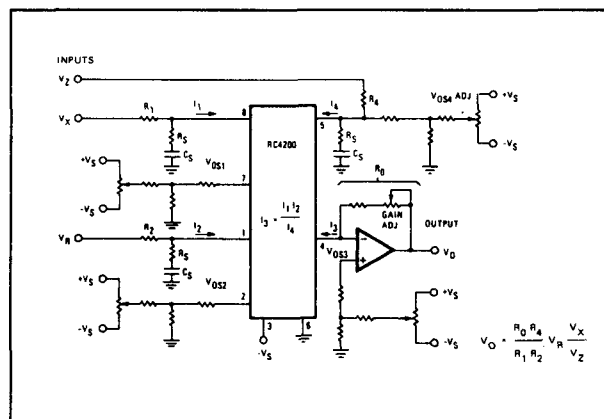 INPUTS
VZ
VX R1 I1 8
RS
CS
+VS
VOS1 7
-VS
VR R2 I2 1
RS
CS
+VS
VOS2 2
-VS
RC4200
I3 = I1 I2 / I4
3 6
-VS
R4
I4 5
RS
CS
VOS4 ADJ
+VS
-VS
R0
GAIN ADJ
I3 4
VOS3
OUTPUT
VO
+VS
-VS
VO = R0 R4 / R1 R2 VR VX / VZ